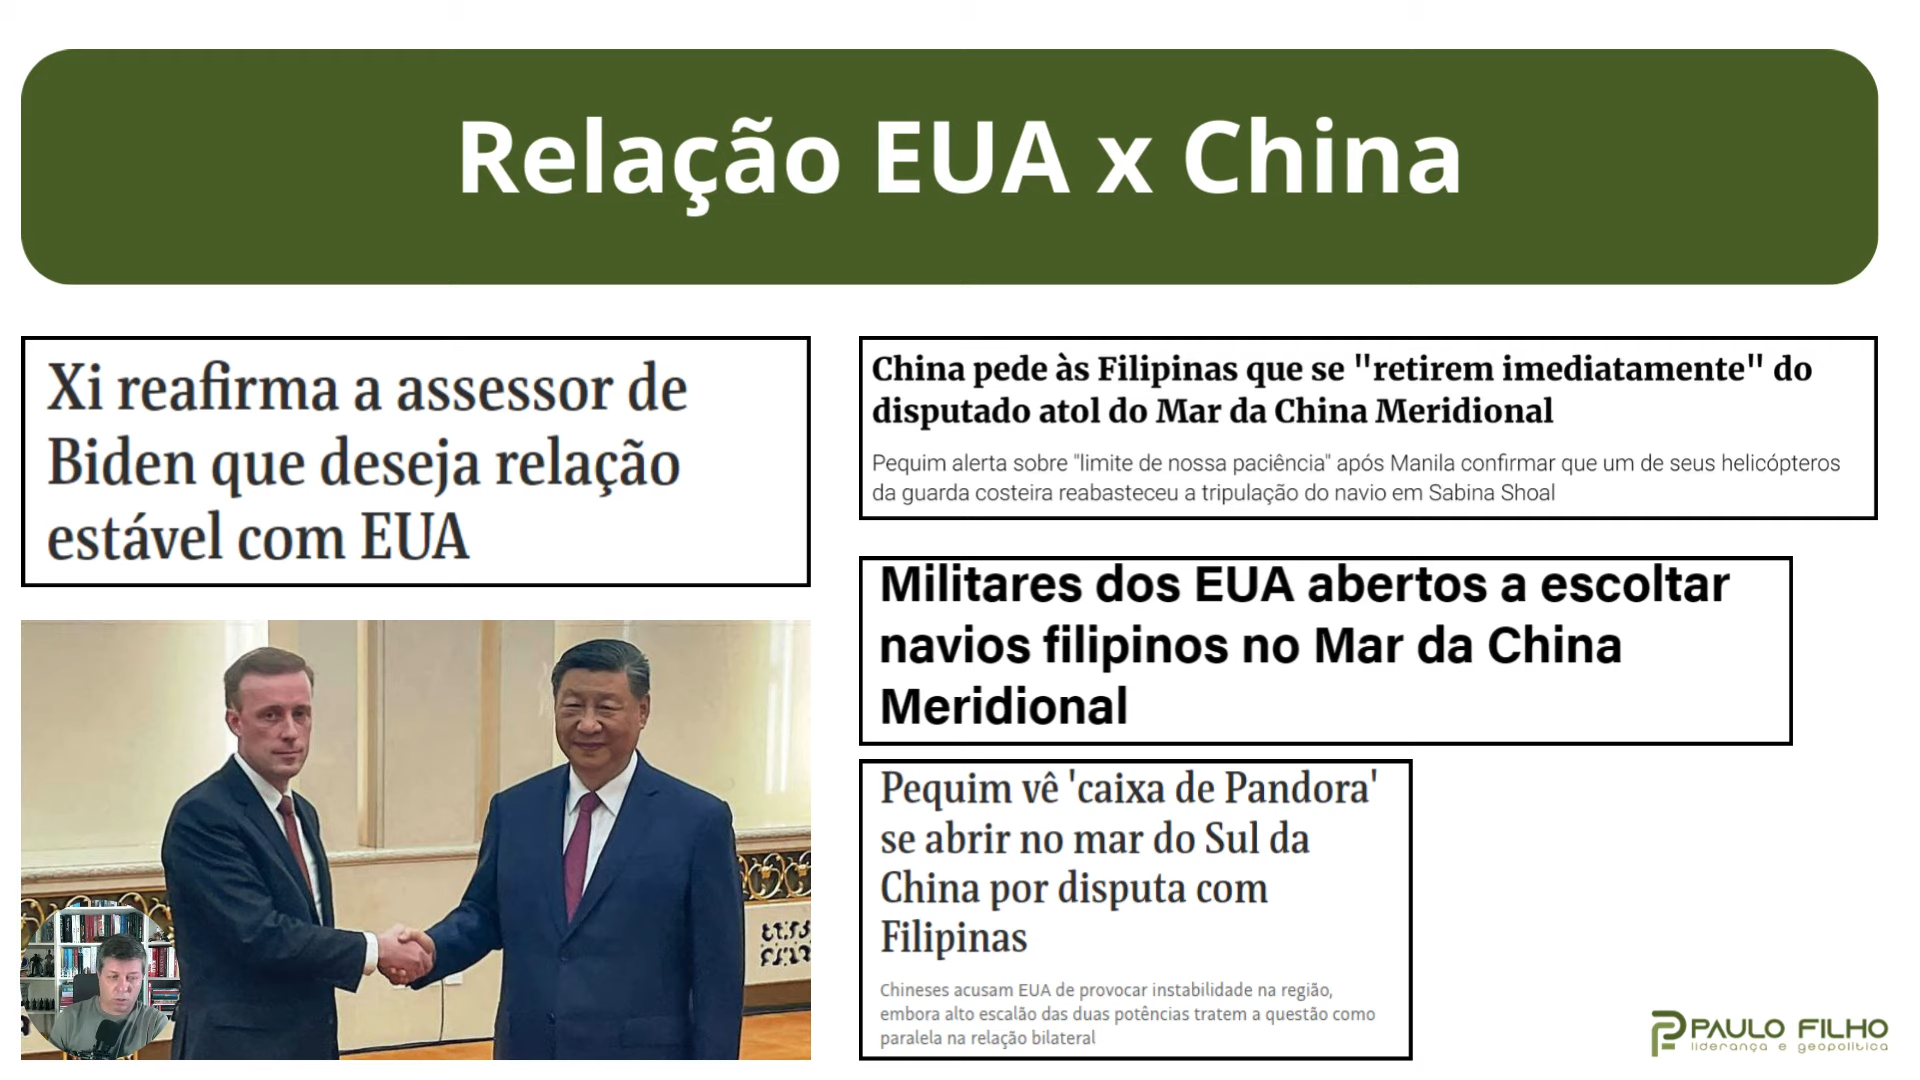 Relação EUA x China
Xi reafirma a assessor de
Biden que deseja relação
estável com EUA
China pede às Filipinas que se "retirem imediatamente" do
disputado atol do Mar da China Meridional
Pequim alerta sobre "limite de nossa paciência" após Manila confirmar que um de seus helicópteros
da guarda costeira reabasteceu a tripulação do navio em Sabina Shoal
Militares dos EUA abertos a escoltar
navios filipinos no Mar da China
Meridional
Pequim vê 'caixa de Pandora'
se abrir no mar do Sul da
China por disputa com
Filipinas
Chineses acusam EUA de provocar instabilidade na região,
embora alto escalão das duas potências tratem a questão como
paralela na relação bilateral
PAULO FILHO
liderança e geopolítica